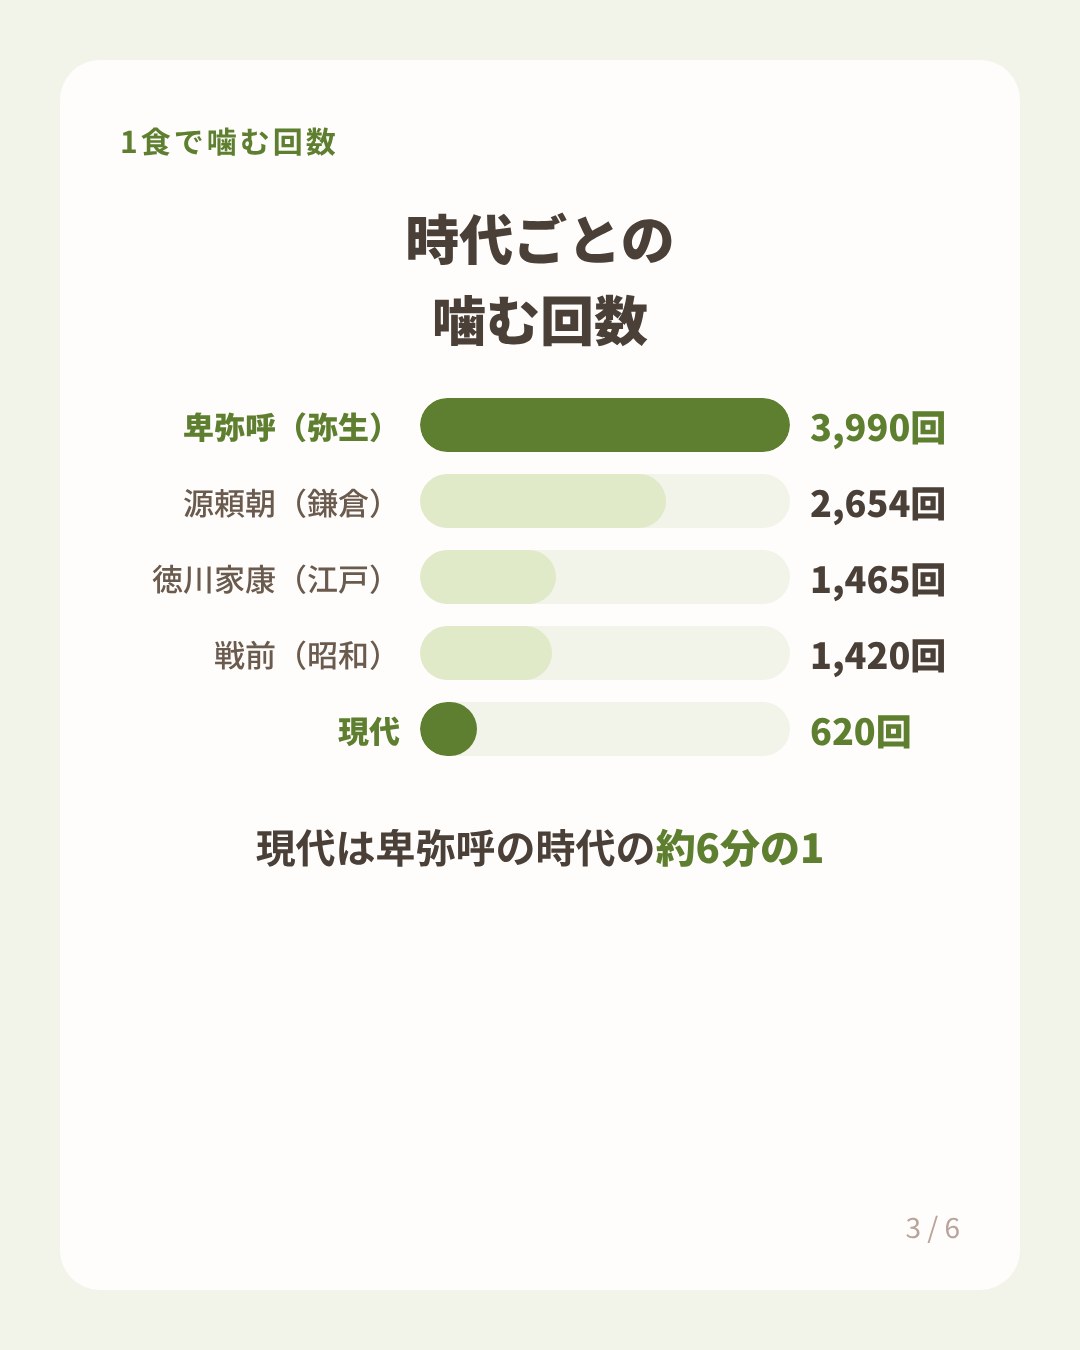 1食で噛む回数
時代ごとの
噛む回数
卑弥呼（弥生） 3,990回
源頼朝（鎌倉） 2,654回
徳川家康（江戸） 1,465回
戦前（昭和） 1,420回
現代 620回
現代は卑弥呼の時代の約6分の1
3 / 6